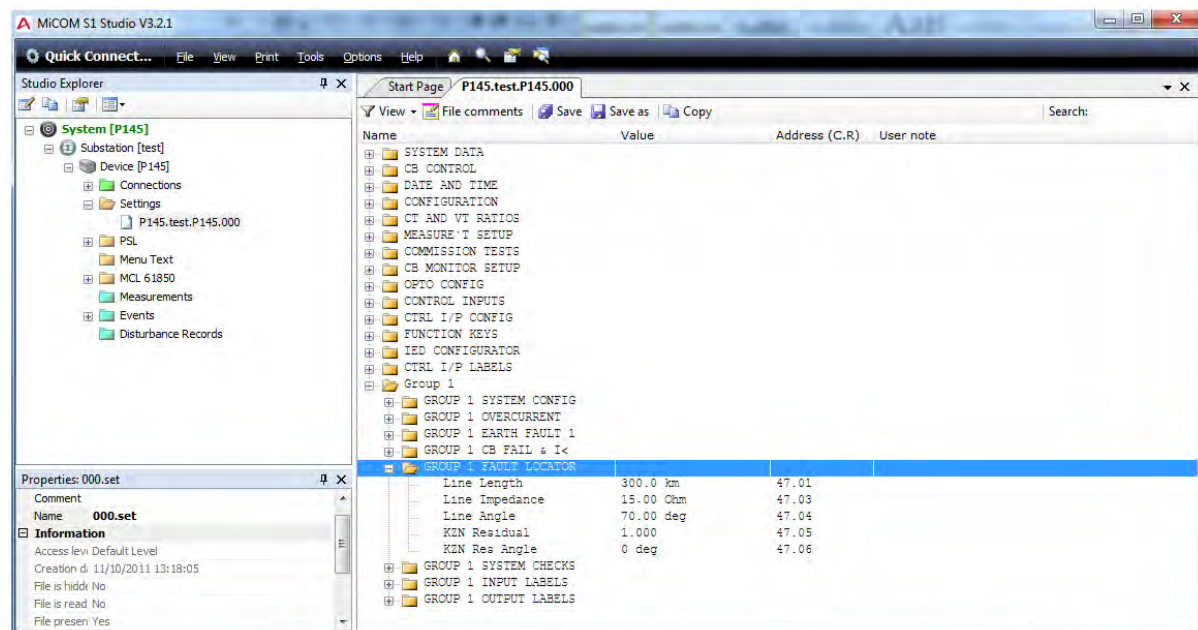 MiCOM S1 Studio V3.2.1
Quick Connect... File View Print Tools Options Help
Studio Explorer
System [P145]
Substation [test]
Device [P145]
Connections
Settings
P145.test.P145.000
PSL
Menu Text
MCL 61850
Measurements
Events
Disturbance Records
Properties: 000.set
Comment
Name 000.set
Information
Access leve Default Level
Creation d: 11/10/2011 13:18:05
File is hidde No
File is read No
File presen Yes
Start Page P145.test.P145.000
View File comments Save Save as Copy Search:
Name Value Address (C.R) User note
SYSTEM DATA
CB CONTROL
DATE AND TIME
CONFIGURATION
CT AND VT RATIOS
MEASURE'T SETUP
COMMISSION TESTS
CB MONITOR SETUP
OPTO CONFIG
CONTROL INPUTS
CTRL I/P CONFIG
FUNCTION KEYS
IED CONFIGURATOR
CTRL I/P LABELS
Group 1
GROUP 1 SYSTEM CONFIG
GROUP 1 OVERCURRENT
GROUP 1 EARTH FAULT 1
GROUP 1 CB FAIL & I<
GROUP 1 FAULT LOCATOR
Line Length 300.0 km 47.01
Line Impedance 15.00 Ohm 47.03
Line Angle 70.00 deg 47.04
KZN Residual 1.000 47.05
KZN Res Angle 0 deg 47.06
GROUP 1 SYSTEM CHECKS
GROUP 1 INPUT LABELS
GROUP 1 OUTPUT LABELS